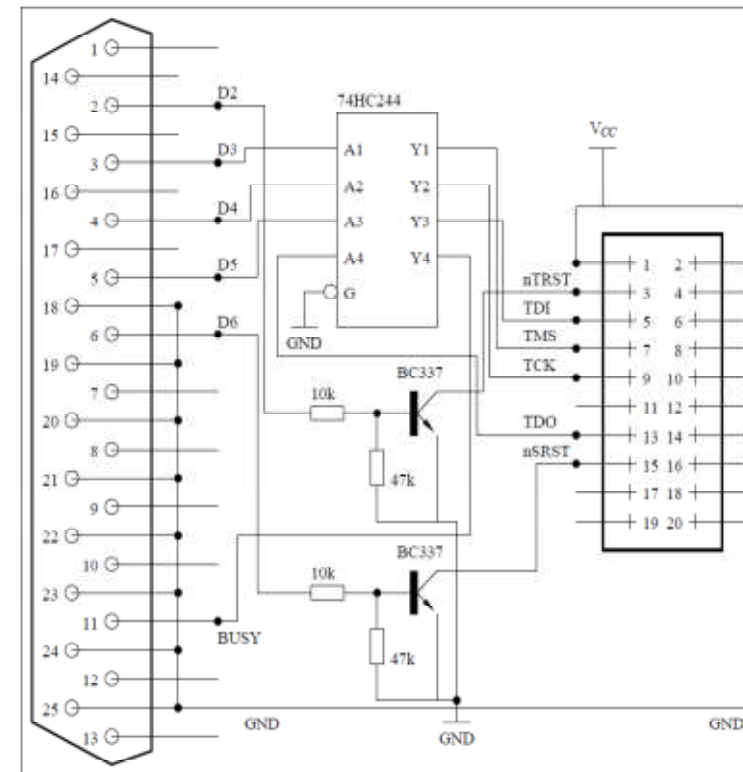 1
14
2
15
3
16
4
17
5
18
6
19
7
20
8
21
9
22
10
23
11
24
12
25
13
D2
D3
D4
D5
D6
BUSY
GND
74HC244
A1 Y1
A2 Y2
A3 Y3
A4 Y4
G
GND
BC337
10k
47k
BC337
10k
47k
GND
VCC
nTRST
TDI
TMS
TCK
TDO
nSRST
1 2
3 4
5 6
7 8
9 10
11 12
13 14
15 16
17 18
19 20
GND